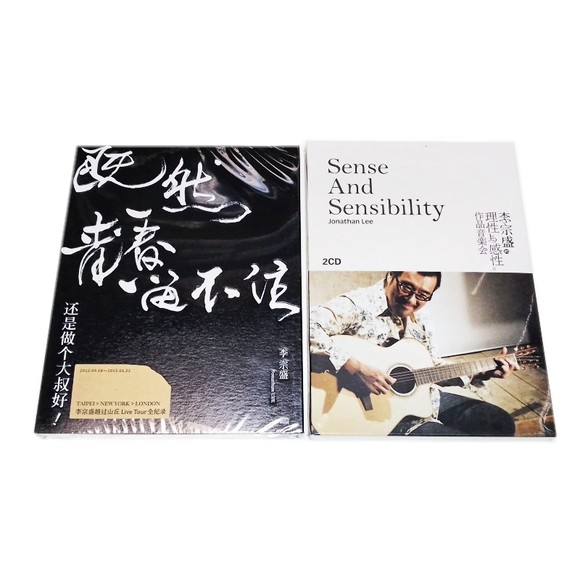 既然
青春
留不住
还是做个大叔好！
李宗盛
TAIPEI > NEWYORK > LONDON
李宗盛越过山丘 Live Tour 全纪录
Sense
And
Sensibility
Jonathan Lee
2CD
李宗盛的
理性与感性
作品音乐会